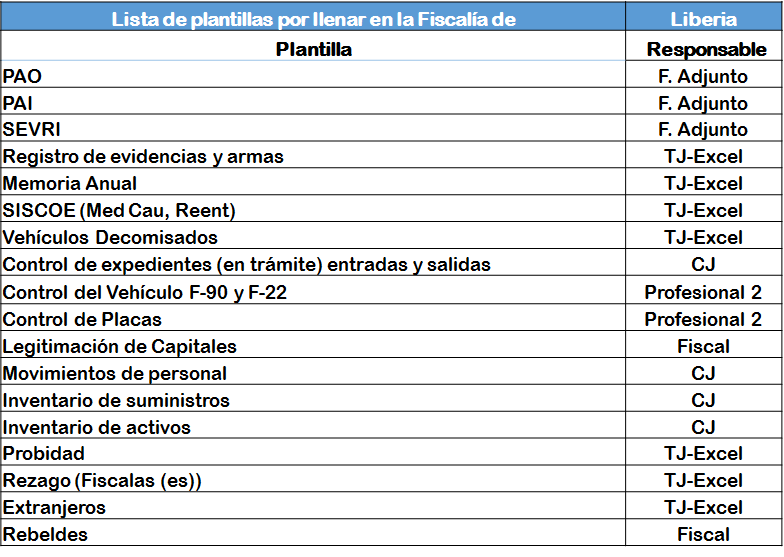 Lista de plantillas por llenar en la Fiscalía de Liberia
Plantilla Responsable
PAO F. Adjunto
PAI F. Adjunto
SEVRI F. Adjunto
Registro de evidencias y armas TJ-Excel
Memoria Anual TJ-Excel
SISCOE (Med Cau, Reent) TJ-Excel
Vehículos Decomisados TJ-Excel
Control de expedientes (en trámite) entradas y salidas CJ
Control del Vehículo F-90 y F-22 Profesional 2
Control de Placas Profesional 2
Legitimación de Capitales Fiscal
Movimientos de personal CJ
Inventario de suministros CJ
Inventario de activos CJ
Probidad TJ-Excel
Rezago (Fiscalas (es)) TJ-Excel
Extranjeros TJ-Excel
Rebeldes Fiscal